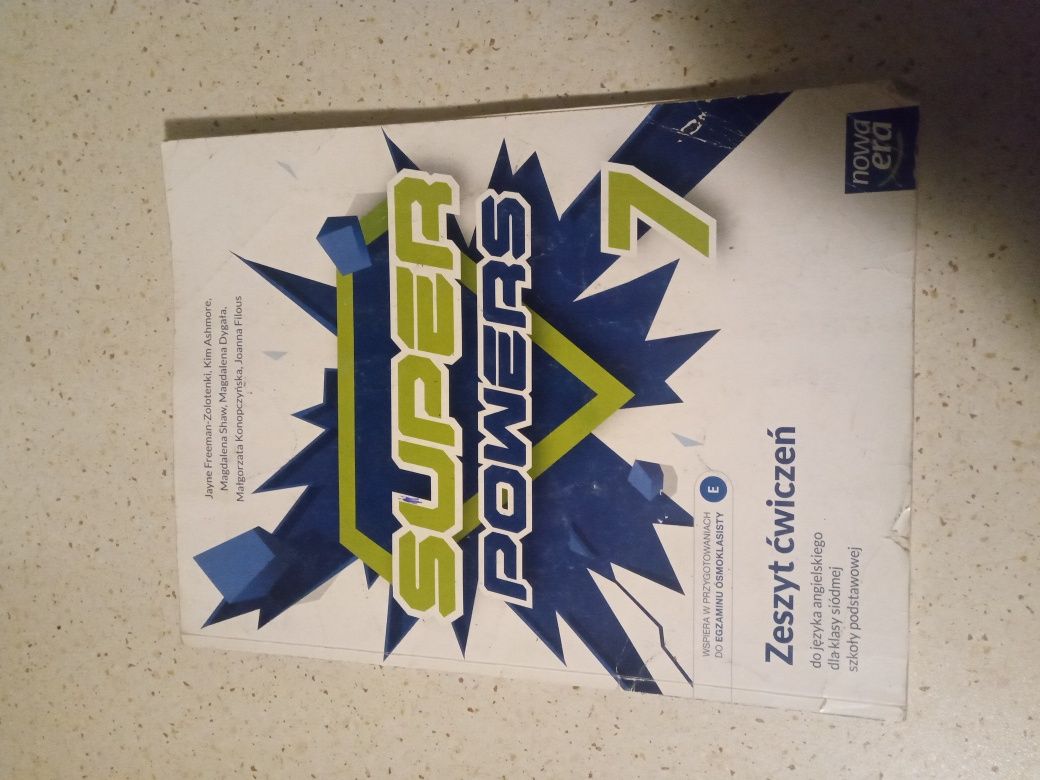 Jayne Freeman-Zolotenki, Kim Ashmore,
Magdalena Shaw, Magdalena Dygała,
Małgorzata Konopczyńska, Joanna Filous
SUPER
POWERS
7
WSPIERA W PRZYGOTOWANIACH
DO EGZAMINU ÓSMOKLASISTY
E
Zeszyt ćwiczeń
do języka angielskiego
dla klasy siódmej
szkoły podstawowej
nowa
era